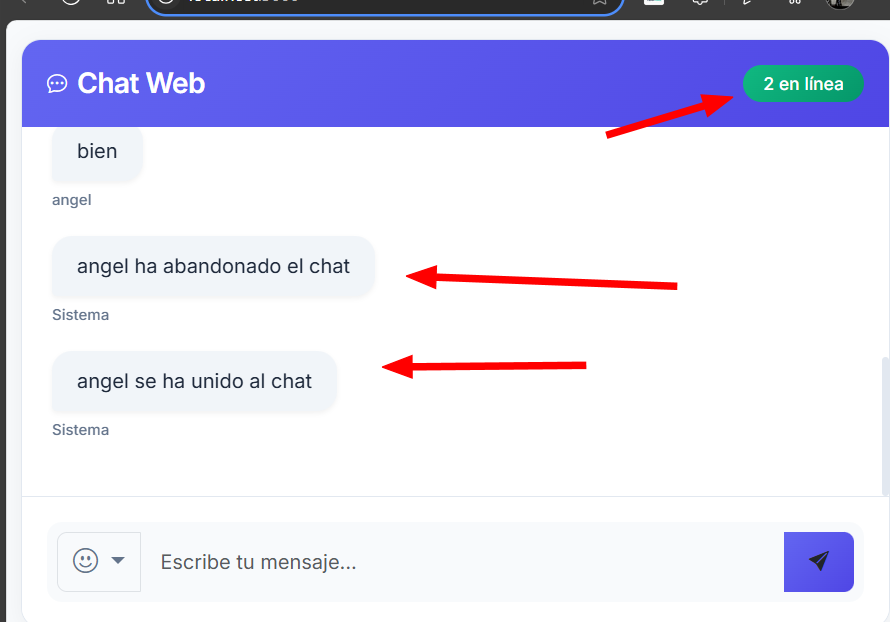 Chat Web
2 en línea
bien
angel
angel ha abandonado el chat
Sistema
angel se ha unido al chat
Sistema
Escribe tu mensaje...